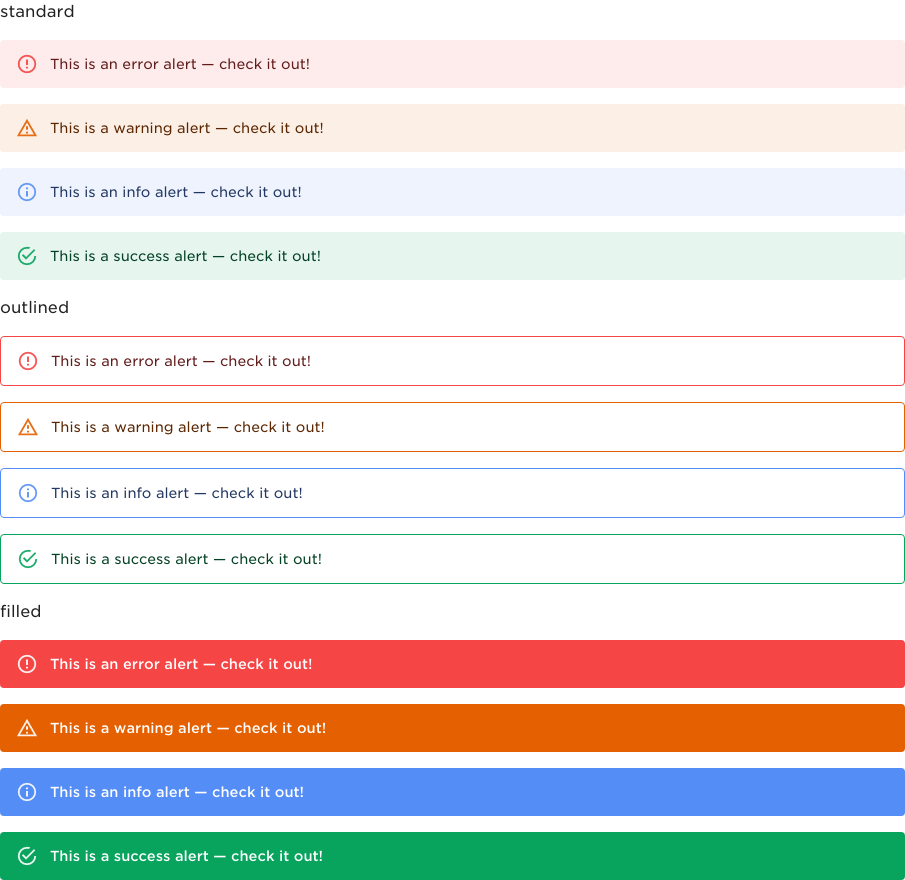 standard
This is an error alert — check it out!
This is a warning alert — check it out!
This is an info alert — check it out!
This is a success alert — check it out!
outlined
This is an error alert — check it out!
This is a warning alert — check it out!
This is an info alert — check it out!
This is a success alert — check it out!
filled
This is an error alert — check it out!
This is a warning alert — check it out!
This is an info alert — check it out!
This is a success alert — check it out!